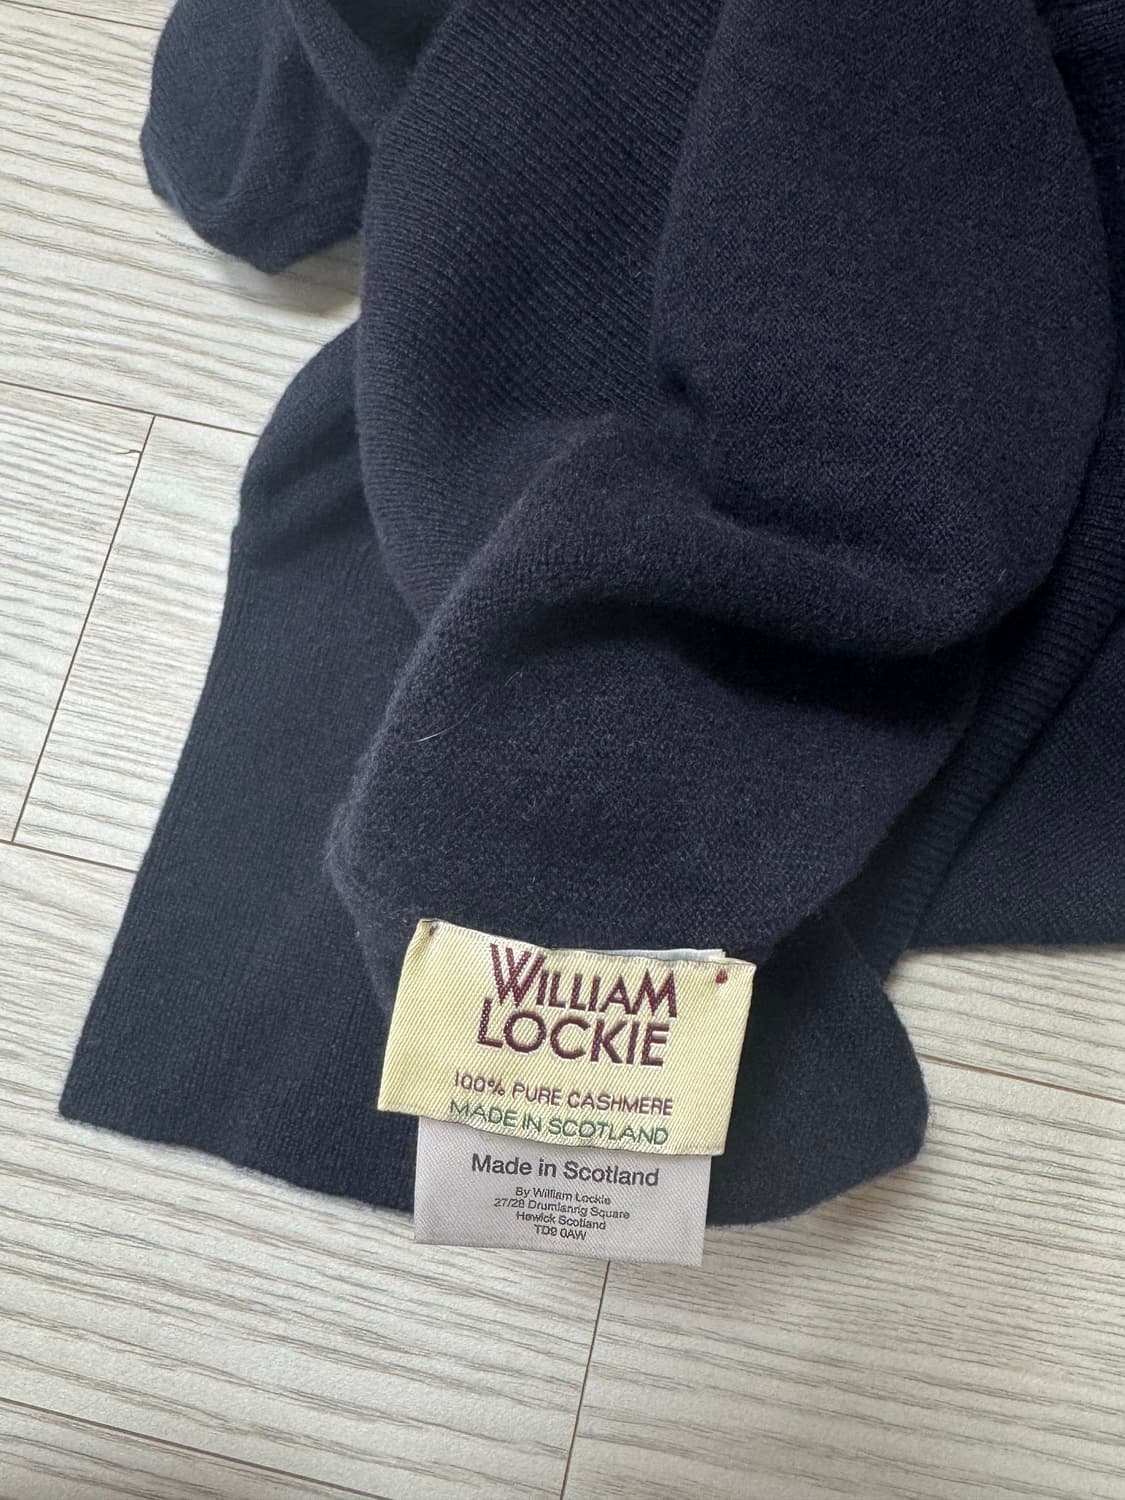 WILLIAM
LOCKIE
100% PURE CASHMERE
MADE IN SCOTLAND
Made in Scotland
By William Lockie
27/28 Drumlanrig Square
Hawick Scotland
TD9 0AW